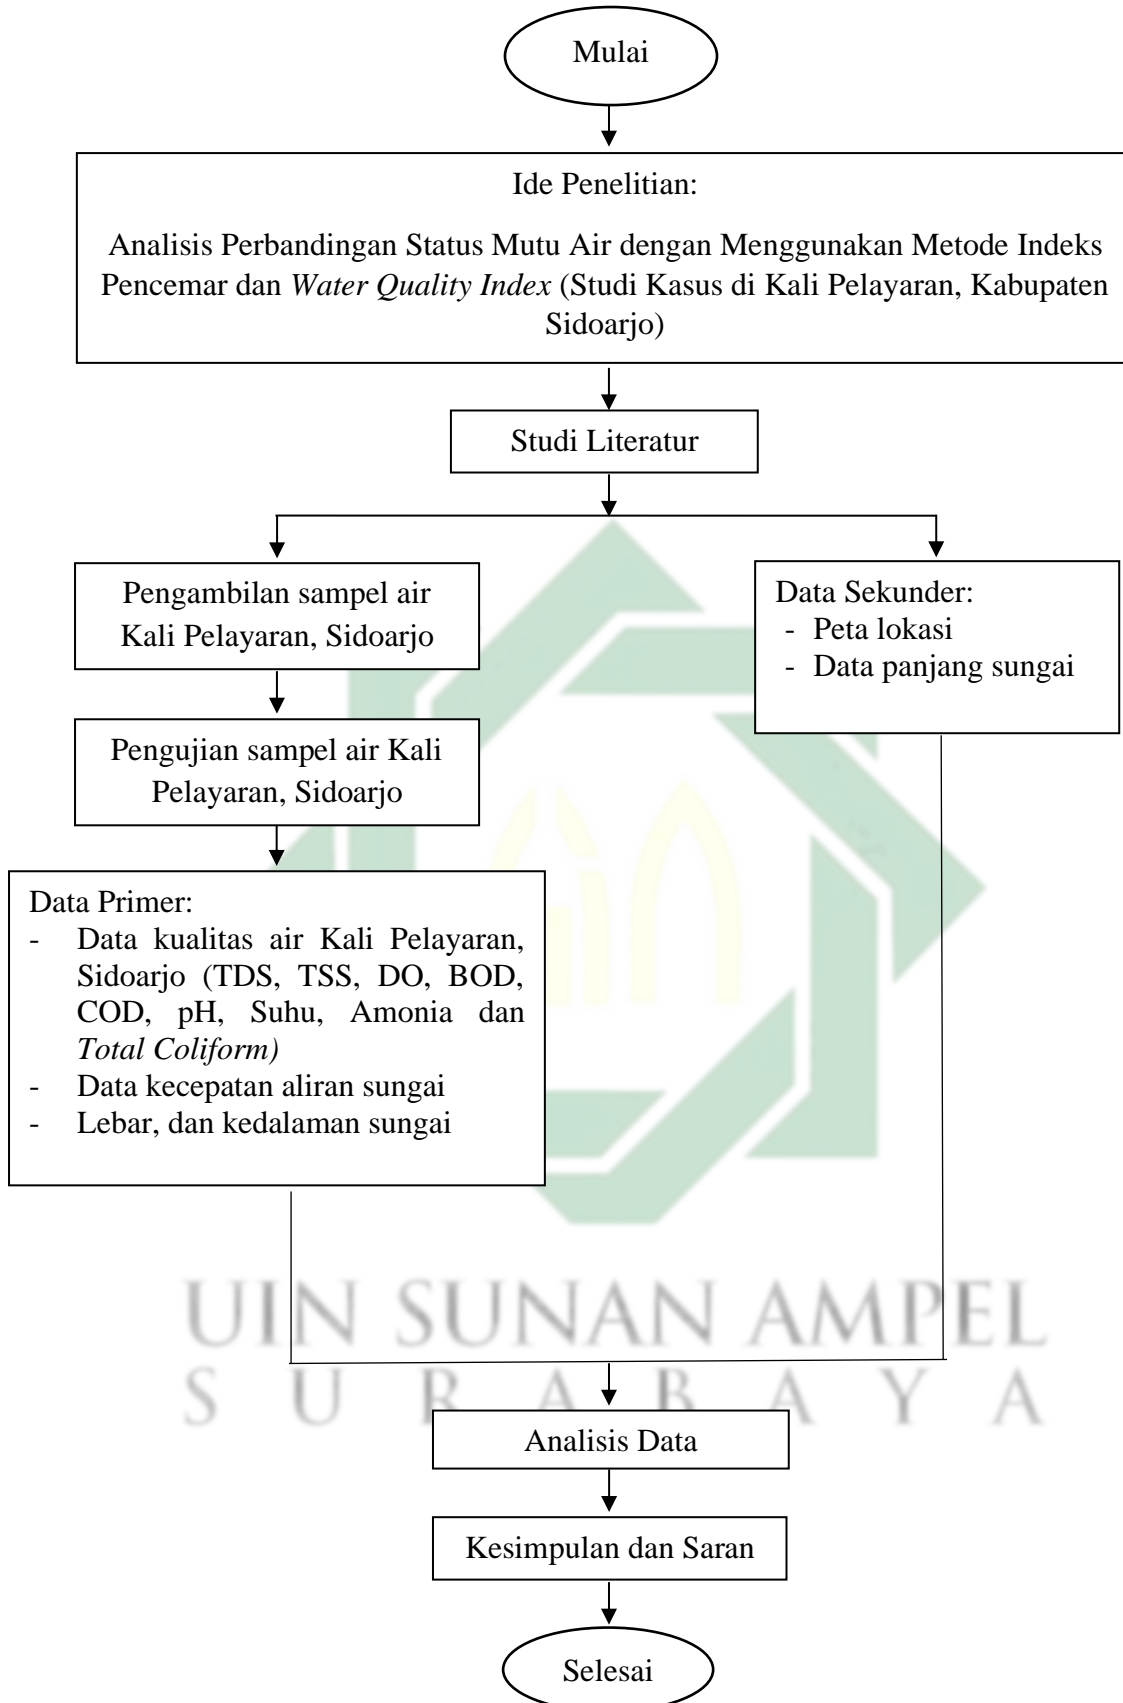 Mulai
Ide Penelitian:
Analisis Perbandingan Status Mutu Air dengan Menggunakan Metode Indeks
Pencemar dan Water Quality Index (Studi Kasus di Kali Pelayaran, Kabupaten
Sidoarjo)
Studi Literatur
Pengambilan sampel air
Kali Pelayaran, Sidoarjo
Data Sekunder:
- Peta lokasi
- Data panjang sungai
Pengujian sampel air Kali
Pelayaran, Sidoarjo
Data Primer:
- Data kualitas air Kali Pelayaran,
Sidoarjo (TDS, TSS, DO, BOD,
COD, pH, Suhu, Amonia dan
Total Coliform)
- Data kecepatan aliran sungai
- Lebar, dan kedalaman sungai
UIN SUNAN AMPEL
SURABAYA
Analisis Data
Kesimpulan dan Saran
Selesai